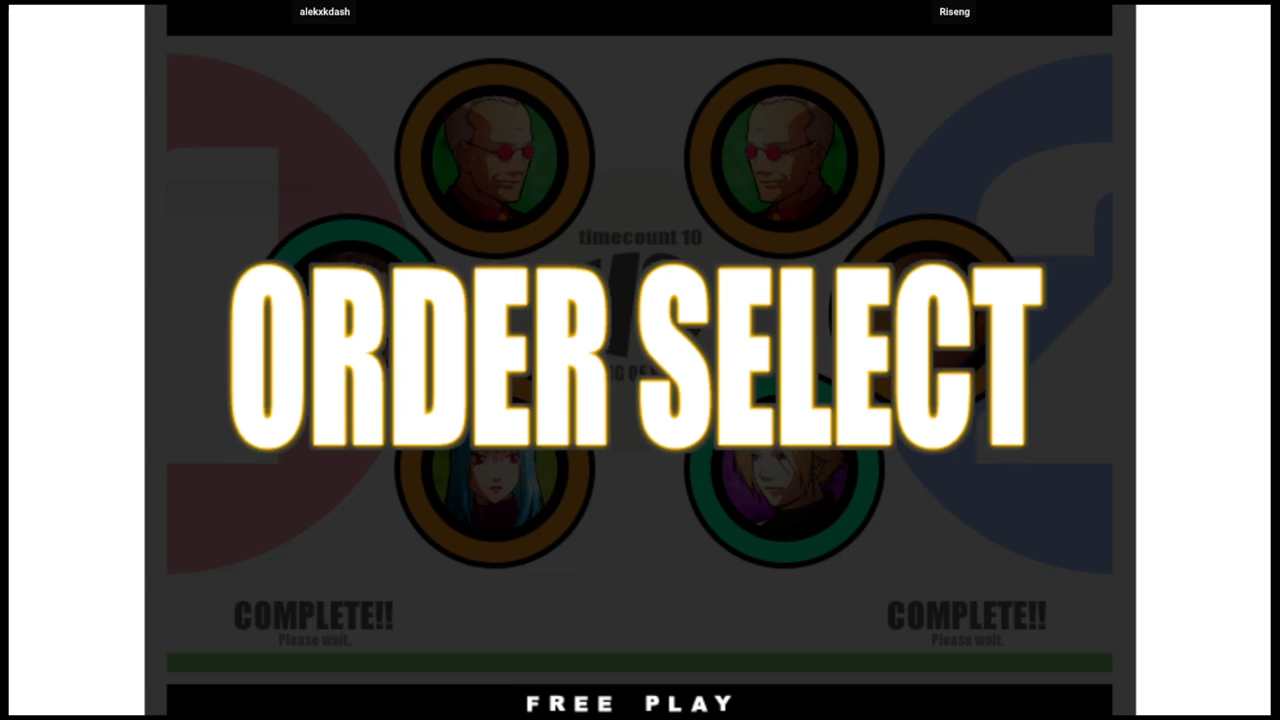 alekxkdash
Riseng
timecount 10
ORDER SELECT
COMPLETE!!
Please wait.
COMPLETE!!
Please wait.
FREE PLAY